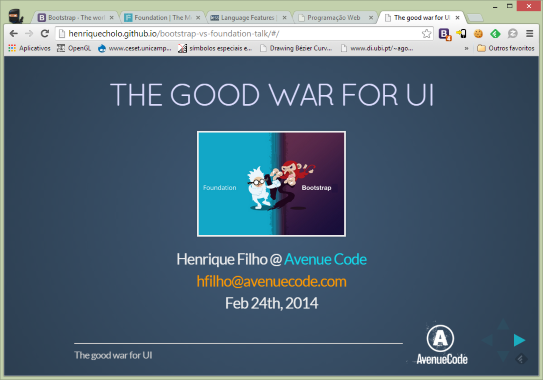 Bootstrap · The worl
Foundation | The M
Language Features :
Programação Web
The good war for UI
henriquecholo.github.io/bootstrap-vs-foundation-talk/#/
Aplicativos OpenGL www.ceset.unicamp... símbolos especiais e... Drawing Bézier Curv... www.di.ubi.pt/~ago... » Outros favoritos
THE GOOD WAR FOR UI
Foundation Bootstrap
Henrique Filho @ Avenue Code
hfilho@avenuecode.com
Feb 24th, 2014
The good war for UI
AvenueCode